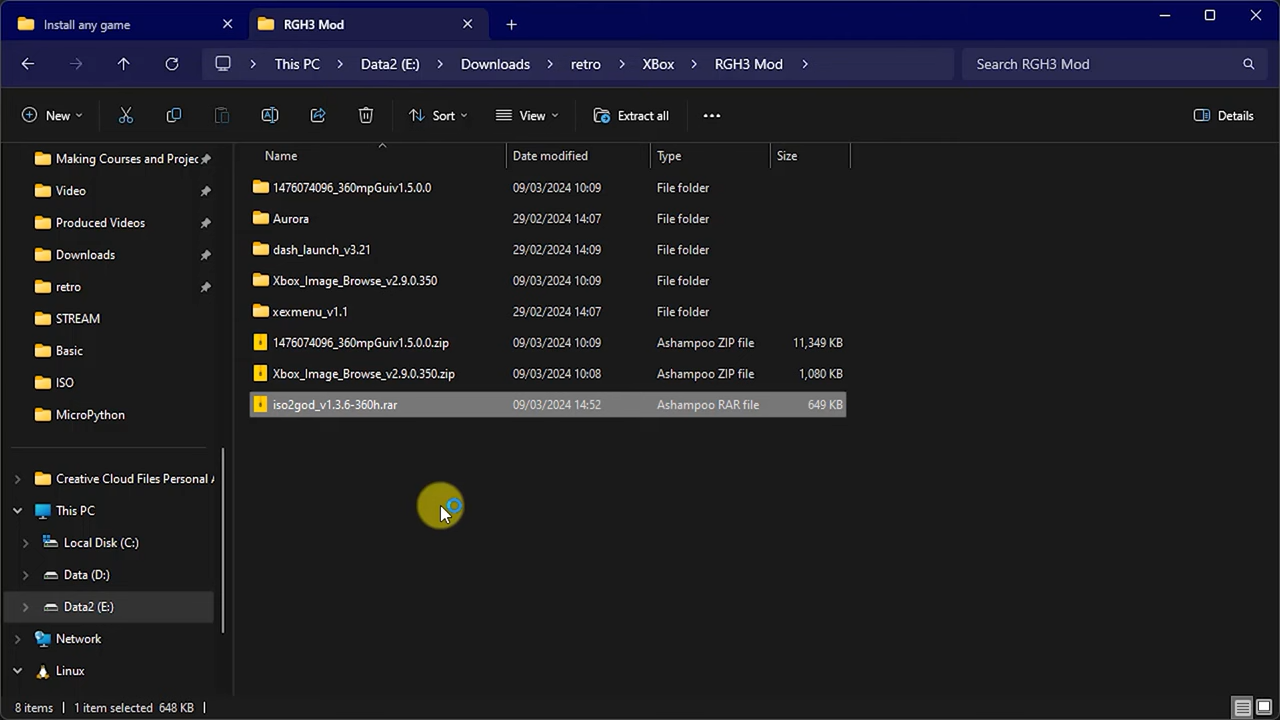 Install any game
RGH3 Mod
This PC > Data2 (E:) > Downloads > retro > XBox > RGH3 Mod >
Search RGH3 Mod
New
Sort
View
Extract all
Details
Name
Date modified
Type
Size
1476074096_360mpGuiv1.5.0.0 09/03/2024 10:09 File folder
Aurora 29/02/2024 14:07 File folder
dash_launch_v3.21 29/02/2024 14:09 File folder
Xbox_Image_Browse_v2.9.0.350 09/03/2024 10:09 File folder
xexmenu_v1.1 29/02/2024 14:07 File folder
1476074096_360mpGuiv1.5.0.0.zip 09/03/2024 10:09 Ashampoo ZIP file 11,349 KB
Xbox_Image_Browse_v2.9.0.350.zip 09/03/2024 10:08 Ashampoo ZIP file 1,080 KB
iso2god_v1.3.6-360h.rar 09/03/2024 14:52 Ashampoo RAR file 649 KB
Making Courses and Projec
Video
Produced Videos
Downloads
retro
STREAM
Basic
ISO
MicroPython
Creative Cloud Files Personal A
This PC
Local Disk (C:)
Data (D:)
Data2 (E:)
Network
Linux
8 items | 1 item selected 648 KB |